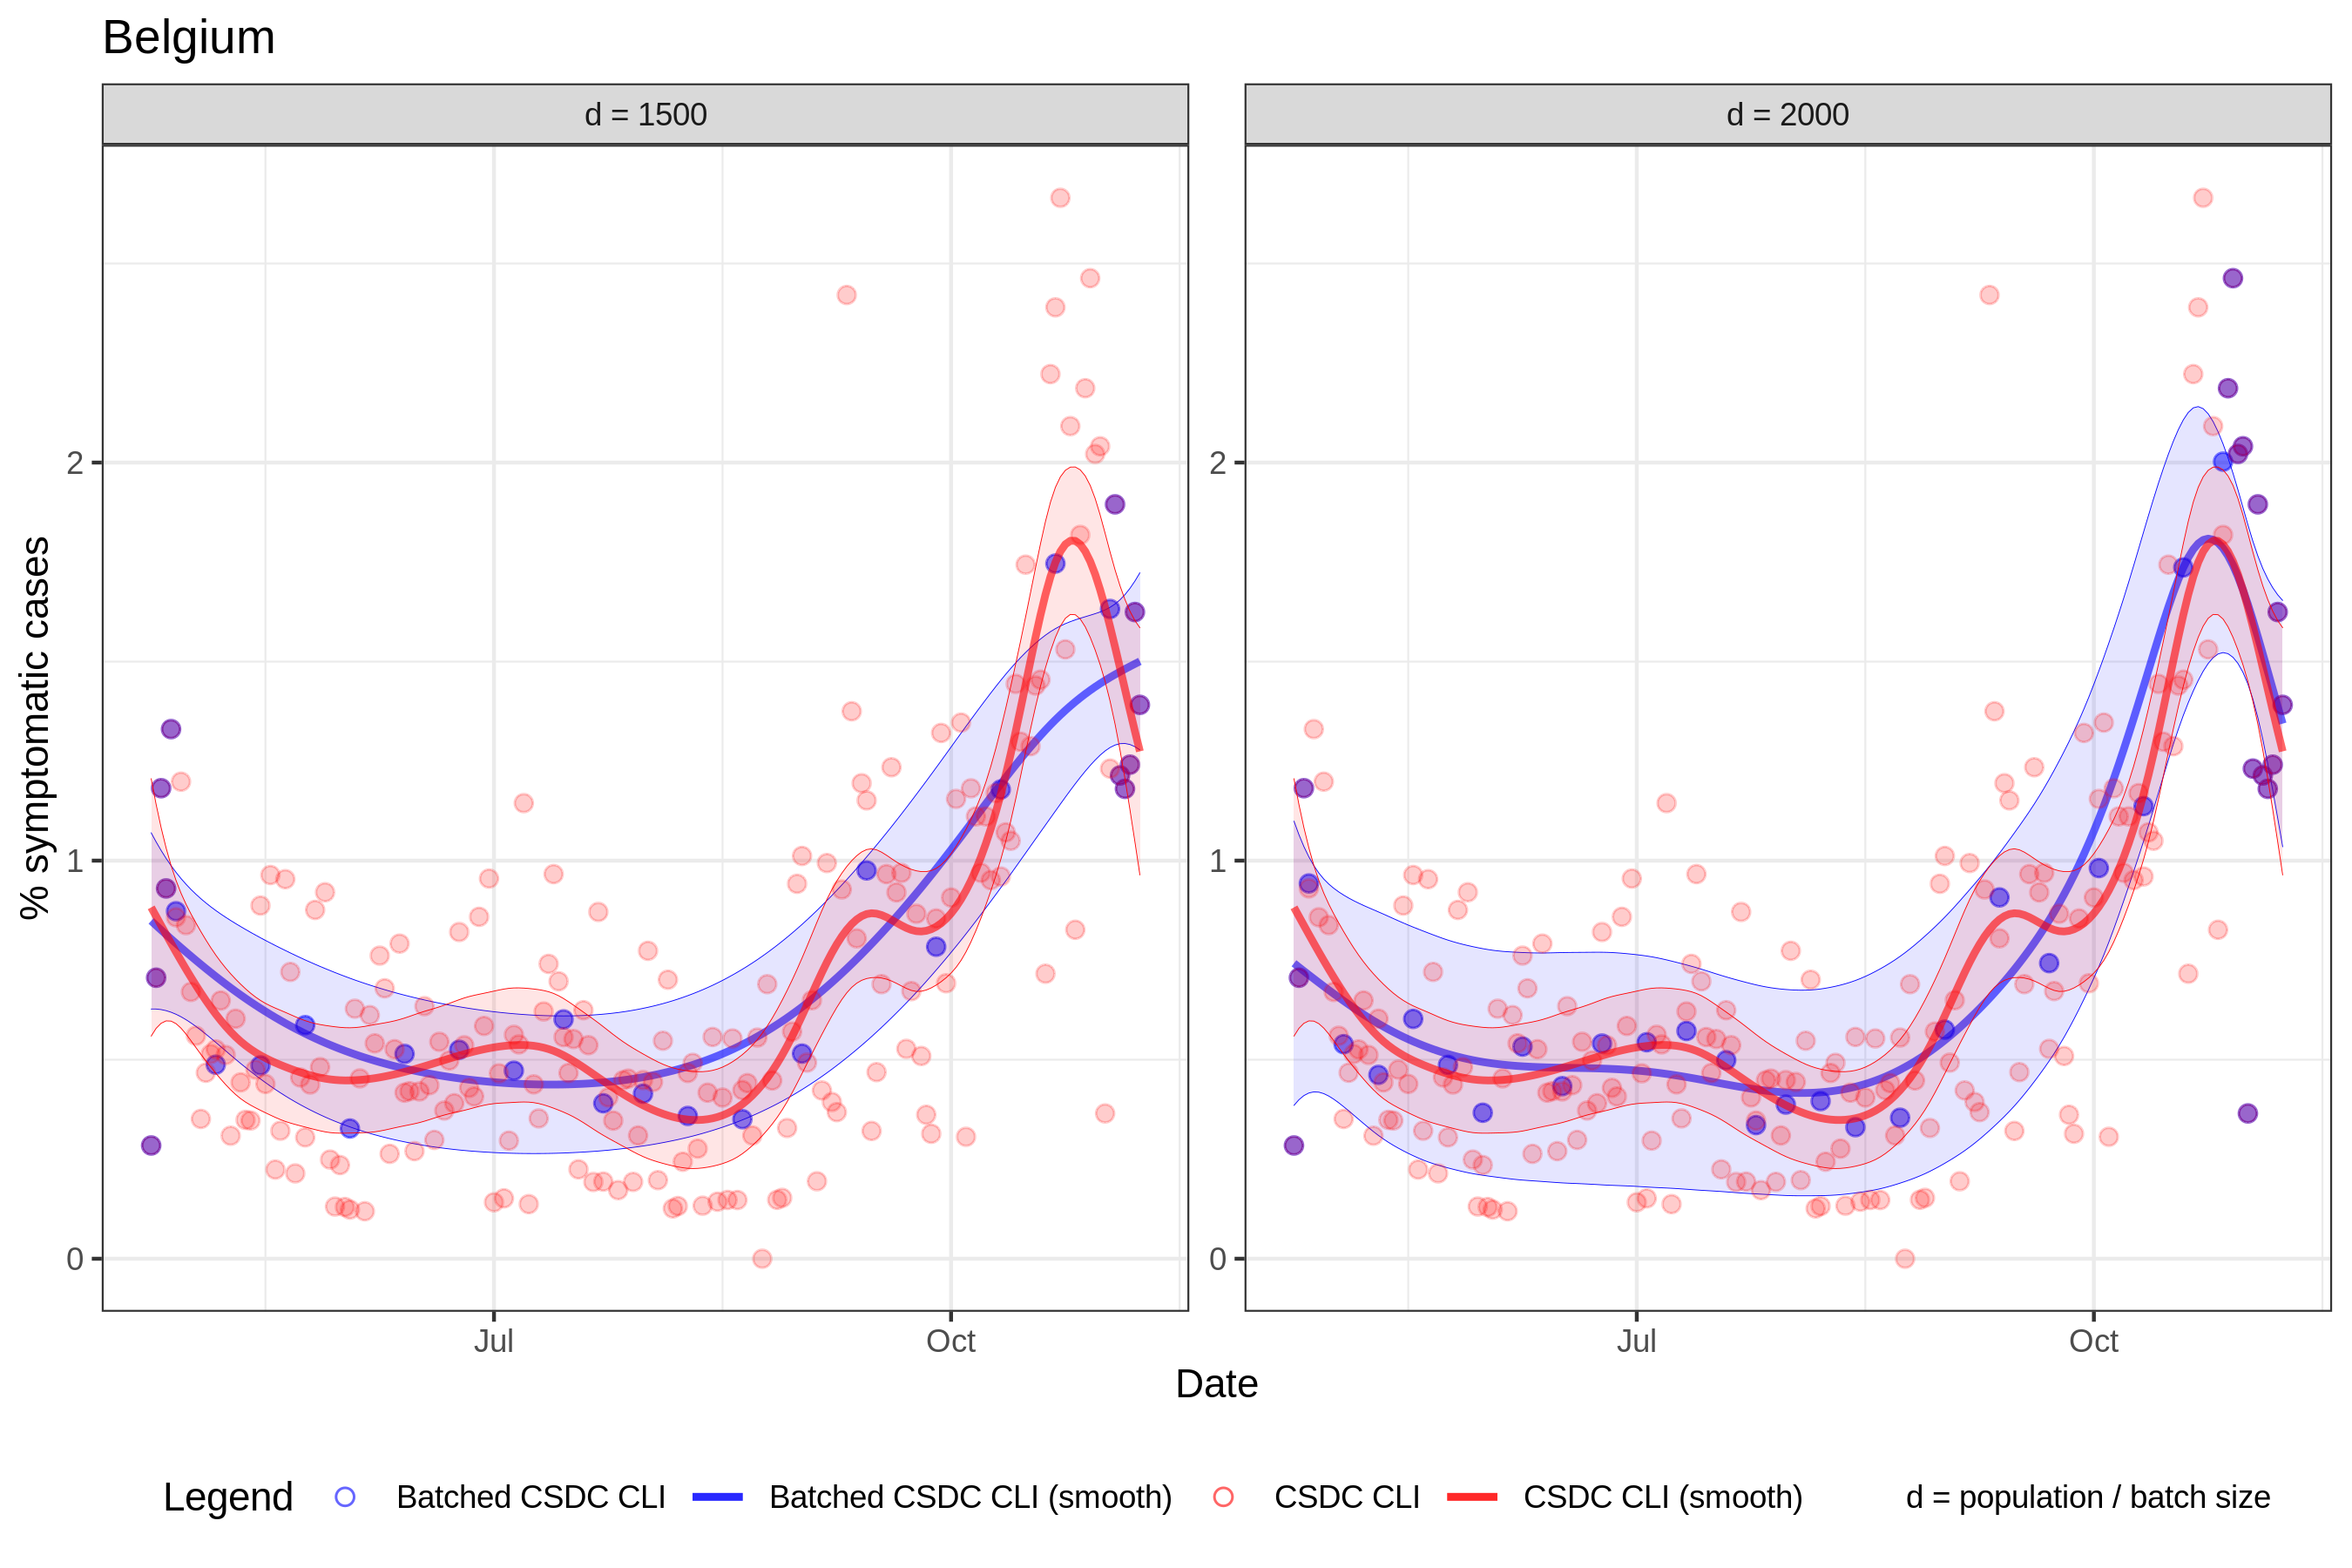 Belgium
d = 1500
d = 2000
% symptomatic cases
2
1
0
2
1
0
Jul
Oct
Jul
Oct
Date
Legend
Batched CSDC CLI
Batched CSDC CLI (smooth)
CSDC CLI
CSDC CLI (smooth)
d = population / batch size